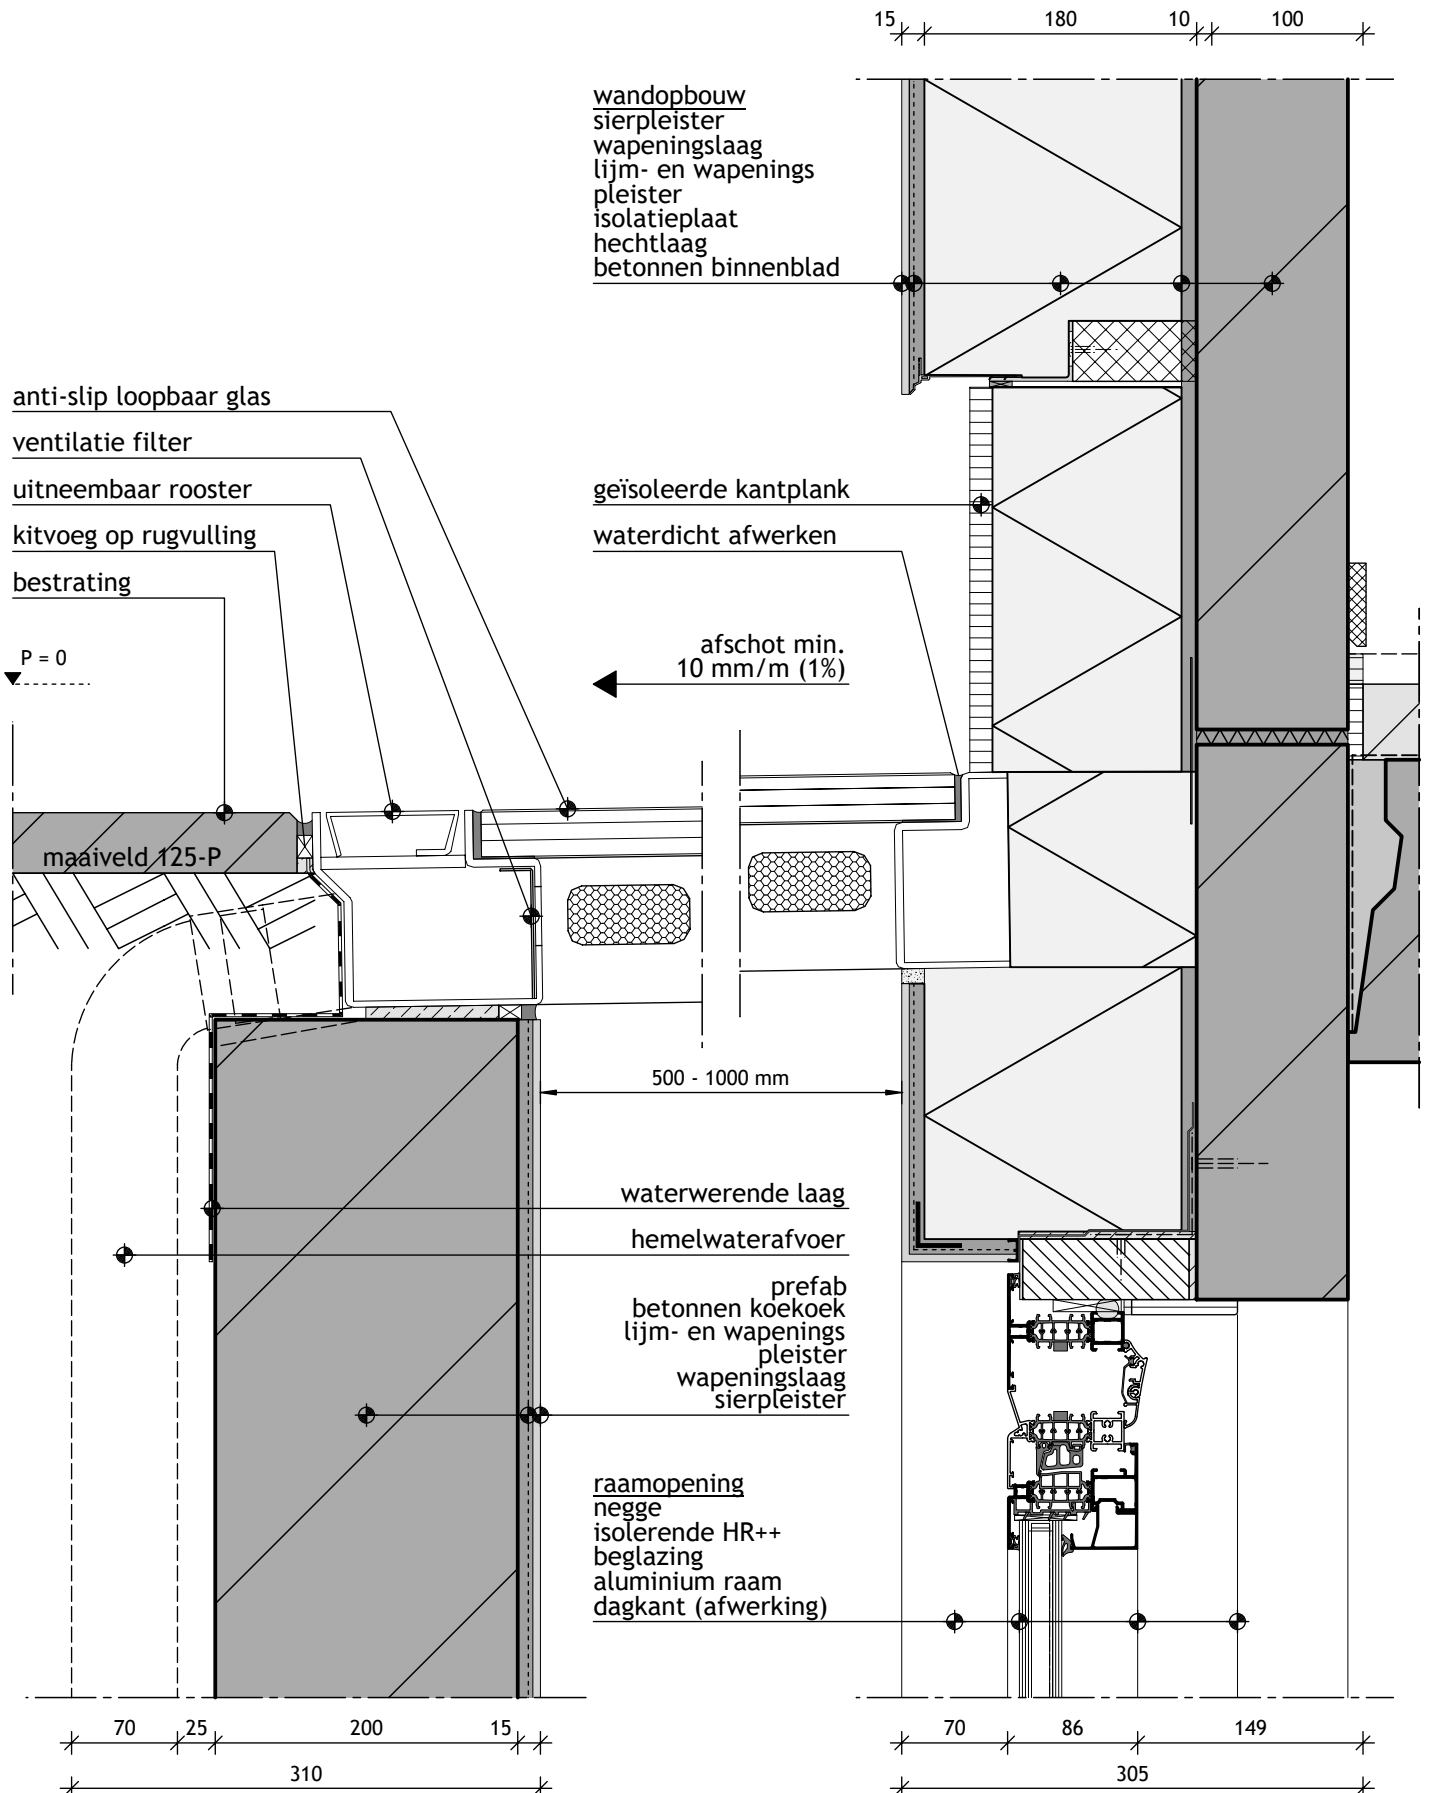 15 180 10 100
wandopbouw
sierpleister
wapeningslaag
lijm- en wapenings
pleister
isolatieplaat
hechtlaag
betonnen binnenblad
anti-slip loopbaar glas
ventilatie filter
uitneembaar rooster
kitvoeg op rugvulling
bestrating
geïsoleerde kantplank
waterdicht afwerken
P = 0
afschot min.
10 mm/m (1%)
maaiveld 125-P
500 - 1000 mm
waterwerende laag
hemelwaterafvoer
prefab
betonnen koekoek
lijm- en wapenings
pleister
wapeningslaag
sierpleister
raamopening
negge
isolerende HR++
beglazing
aluminium raam
dagkant (afwerking)
70 25 200 15
310
70 86 149
305